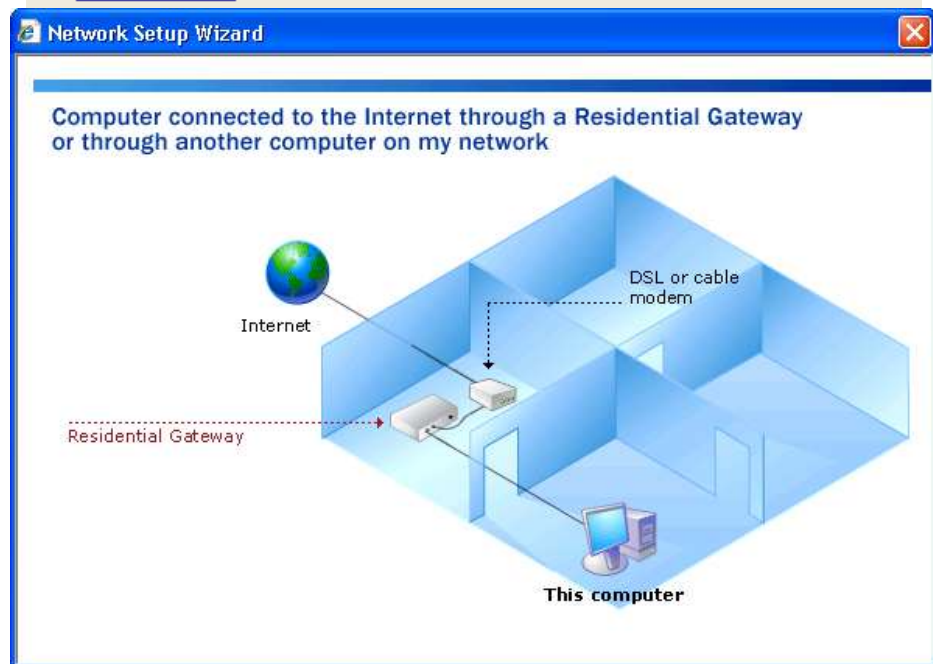 Network Setup Wizard
Computer connected to the Internet through a Residential Gateway
or through another computer on my network
DSL or cable
modem
Internet
Residential Gateway
This computer